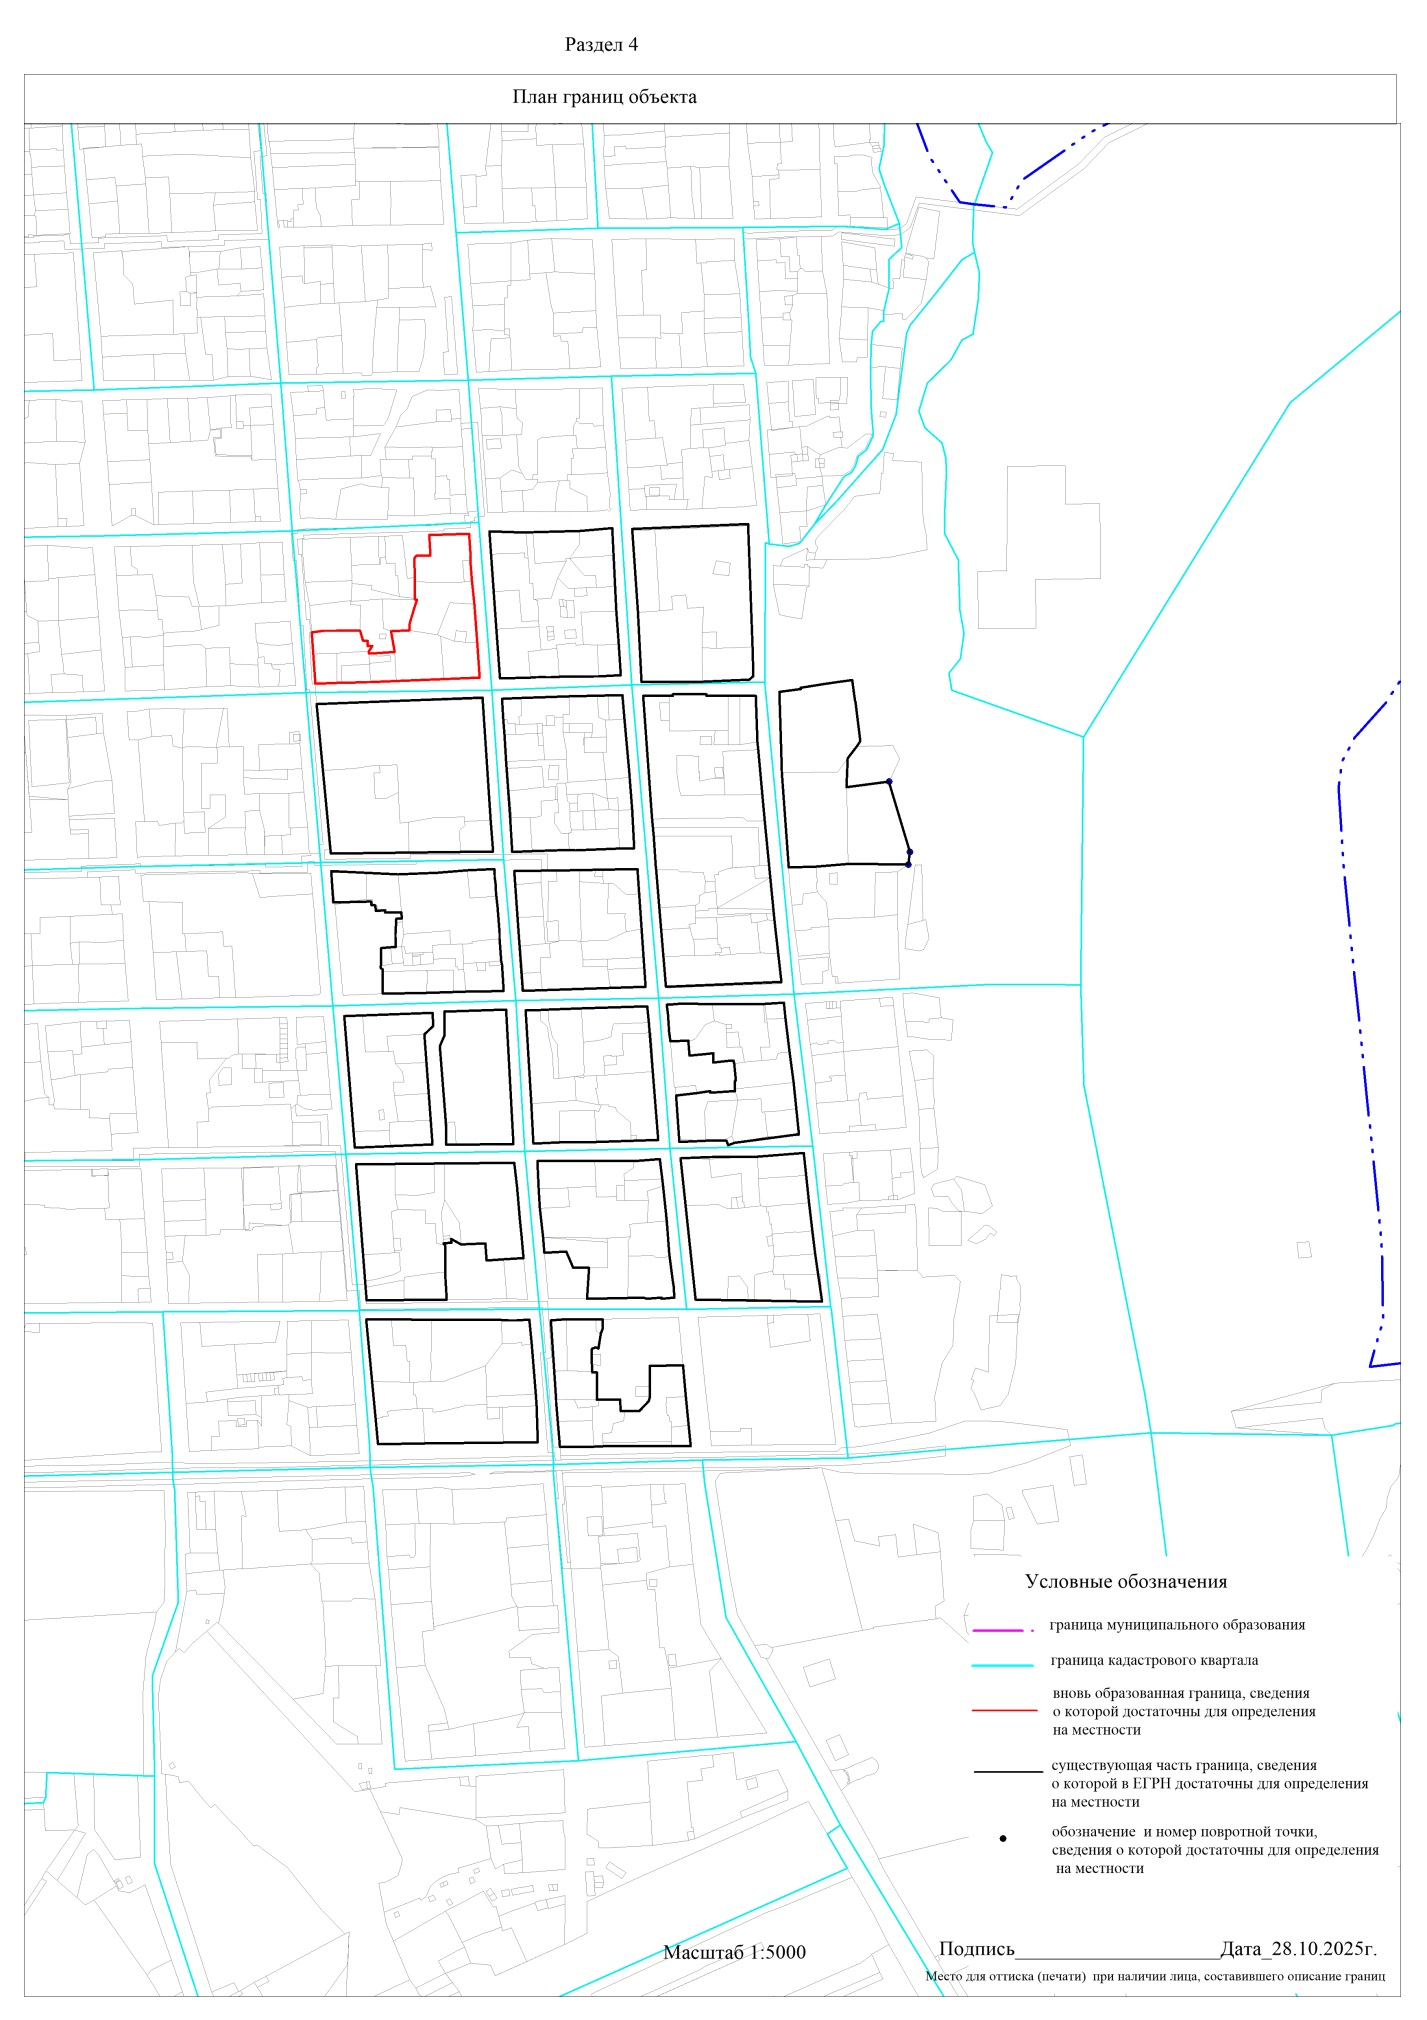 Раздел 4
План границ объекта
Условные обозначения
граница муниципального образования
граница кадастрового квартала
вновь образованная граница, сведения
о которой достаточны для определения
на местности
существующая часть граница, сведения
о которой в ЕГРН достаточны для определения
на местности
обозначение и номер повротной точки,
сведения о которой достаточны для определения
на местности
Масштаб 1:5000
Подпись____________________Дата_28.10.2025г.
Место для оттиска (печати) при наличии лица, составившего описание границ